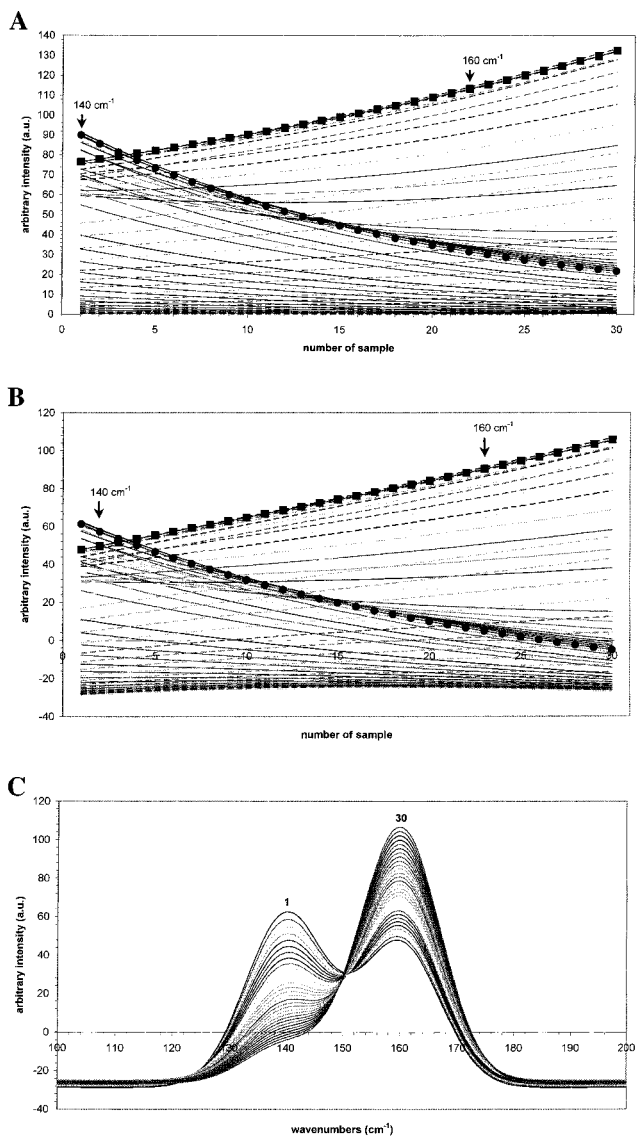 A
140
130
120
110
100
90
80
70
60
50
40
30
20
10
0
140 cm-1
160 cm-1
arbitrary intensity (a.u.)
0 5 10 15 20 25 30
number of sample
B
120
100
80
60
40
20
0
-20
-40
140 cm-1
160 cm-1
arbitrary intensity (a.u.)
0 5 10 15 20 25 30
number of sample
C
120
100
80
60
40
20
0
-20
-40
1
30
arbitrary intensity (a.u.)
100 110 120 130 140 150 160 170 180 190 200
wavenumbers (cm-1)